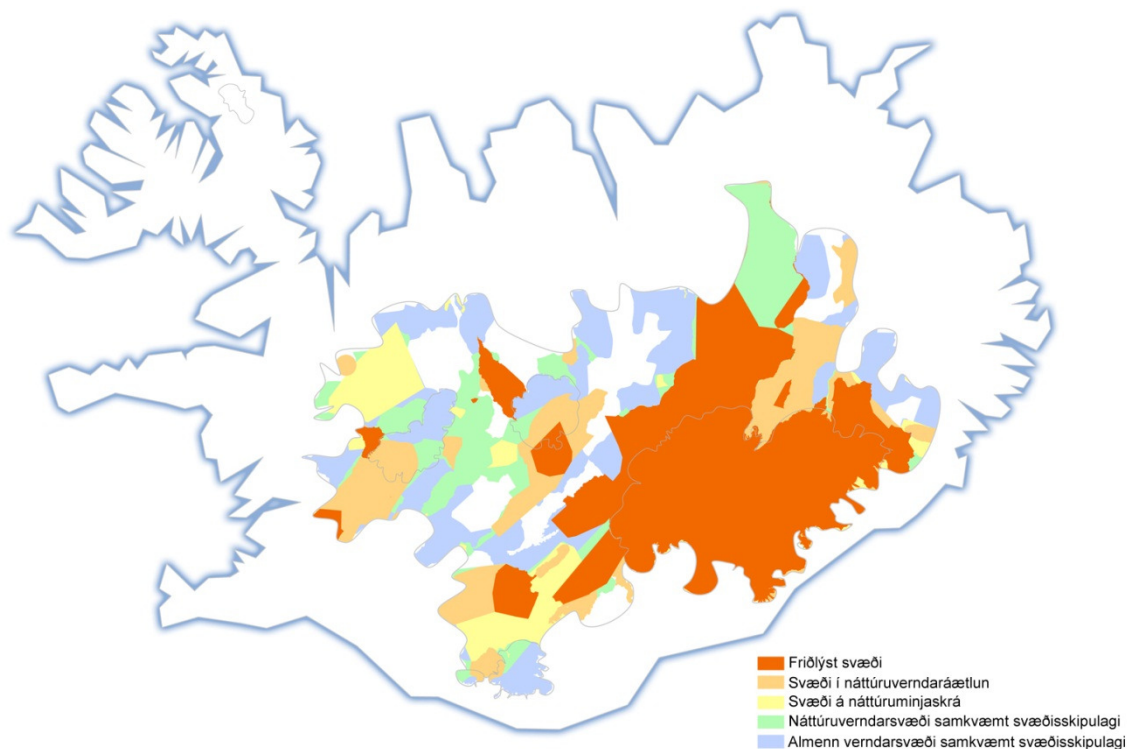 Friðlýst svæði
Svæði í náttúruverndaráætlun
Svæði á náttúruminjaskrá
Náttúruverndarsvæði samkvæmt svæðisskipulagi
Almenn verndarsvæði samkvæmt svæðisskipulagi